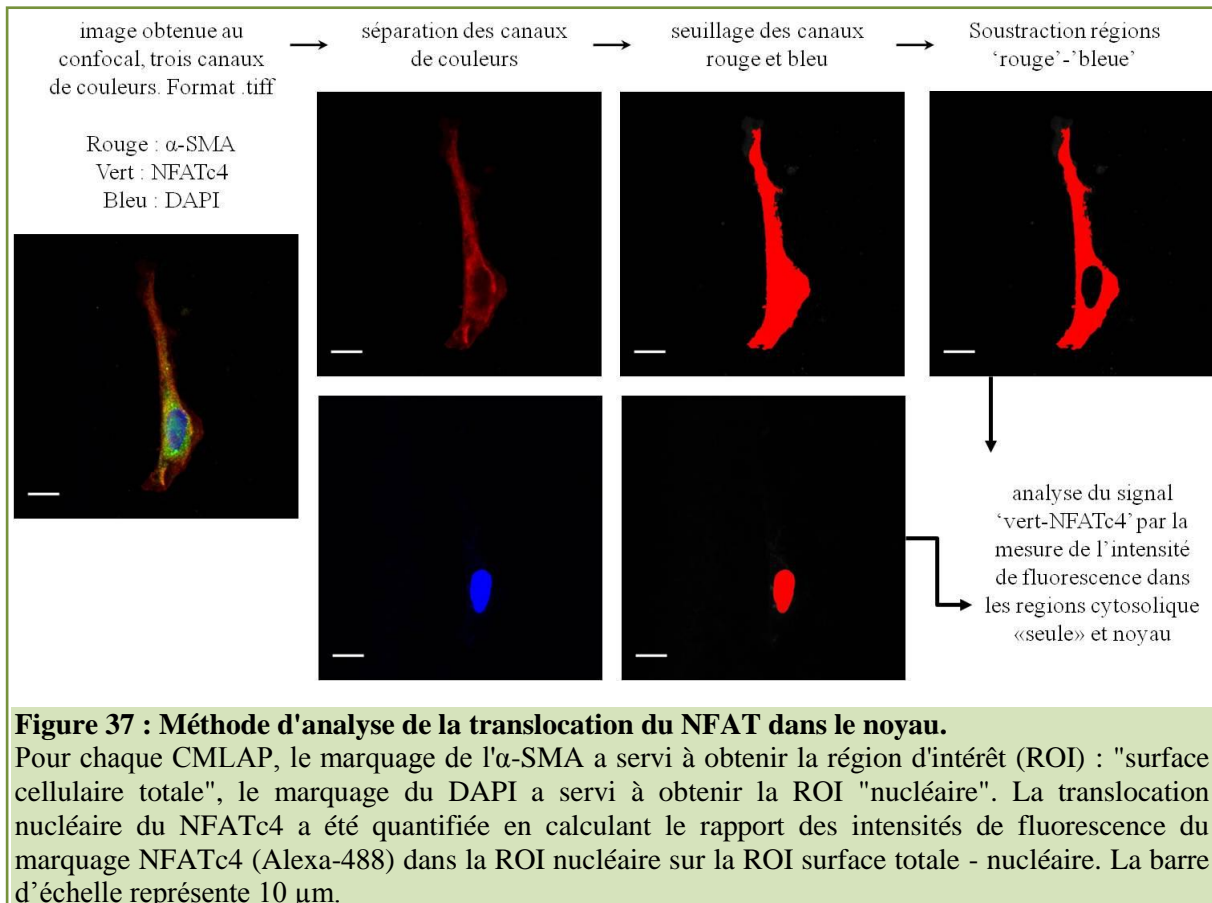 image obtenue au
confocal, trois canaux
de couleurs. Format .tiff
Rouge : α-SMA
Vert : NFATc4
Bleu : DAPI
séparation des canaux
de couleurs
seuillage des canaux
rouge et bleu
Soustraction régions
‘rouge’-’bleue’
analyse du signal
‘vert-NFATc4’ par la
mesure de l’intensité
de fluorescence dans
les regions cytosolique
«seule» et noyau
Figure 37 : Méthode d'analyse de la translocation du NFAT dans le noyau.
Pour chaque CMLAP, le marquage de l'α-SMA a servi à obtenir la région d'intérêt (ROI) : "surface
cellulaire totale", le marquage du DAPI a servi à obtenir la ROI "nucléaire". La translocation
nucléaire du NFATc4 a été quantifiée en calculant le rapport des intensités de fluorescence du
marquage NFATc4 (Alexa-488) dans la ROI nucléaire sur la ROI surface totale - nucléaire. La barre
d’échelle représente 10 µm.